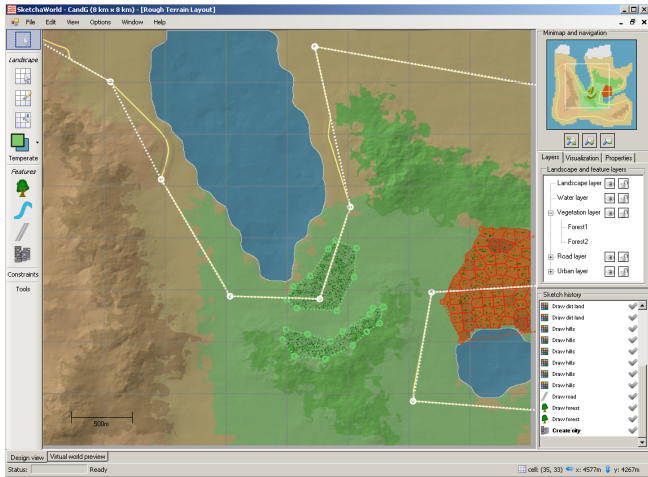 SketchaWorld - CandG (8 km x 8 km) - [Rough Terrain Layout]
File Edit View Options Window Help
Landscape
Temperate
Features
Constraints
Tools
500m
Minimap and navigation
Layers Visualization Properties
Landscape and feature layers
Landscape layer
Water layer
Vegetation layer
Forest1
Forest2
Road layer
Urban layer
Sketch history
Draw dirt land
Draw dirt land
Draw hills
Draw hills
Draw hills
Draw hills
Draw hills
Draw hills
Draw road
Draw forest
Draw forest
Create city
Design view Virtual world preview
Status: Ready cell: (35, 33) x: 4577m y: 4267m